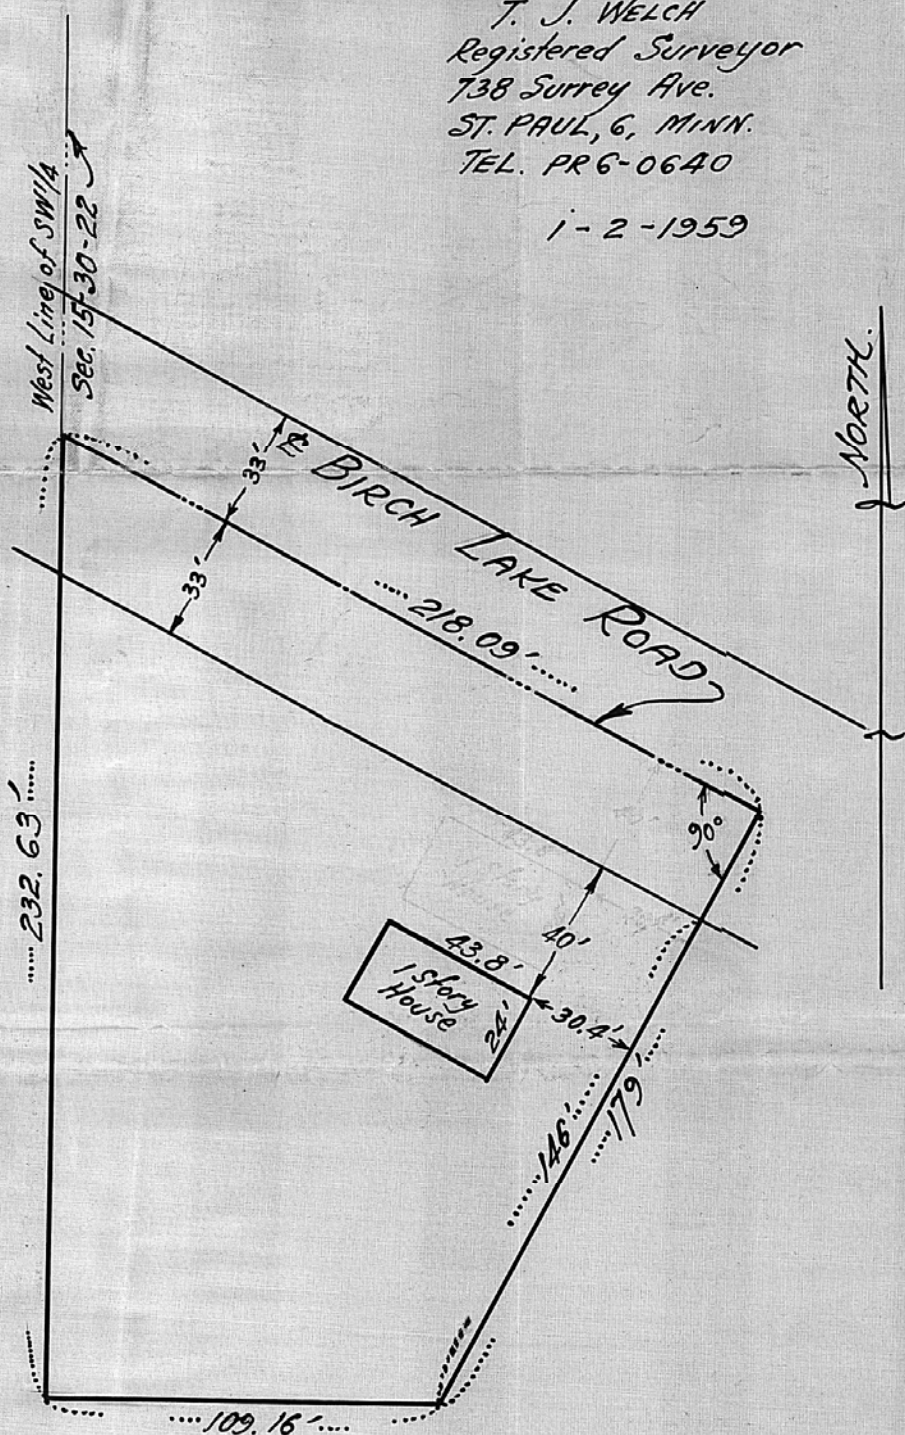 T. J. WELCH
Registered Surveyor
738 Surrey Ave.
ST. PAUL, 6, MINN.
TEL. PR 6-0640
1-2-1959
West Line of SW1/4
Sec. 15-30-22
NORTH.
33'
℄ BIRCH LAKE ROAD
33'
218.09'
232.63'
90°
40'
43.8'
1 story
House
24'
30.4'
146'
179'
109.16'